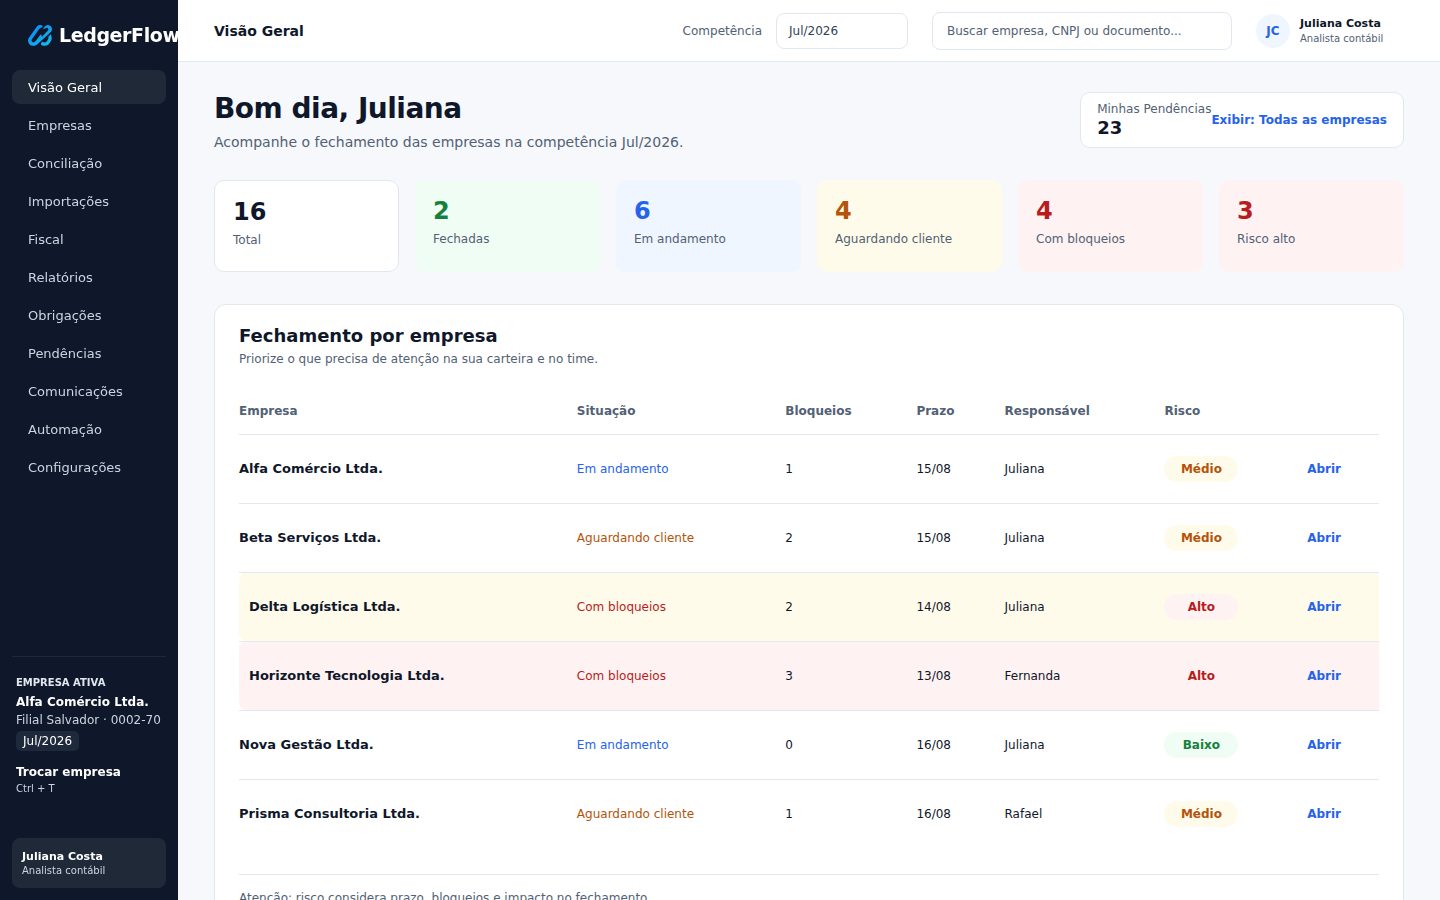 LedgerFlow
Visão Geral
Empresas
Conciliação
Importações
Fiscal
Relatórios
Obrigações
Pendências
Comunicações
Automação
Configurações
EMPRESA ATIVA
Alfa Comércio Ltda.
Filial Salvador · 0002-70
Jul/2026
Trocar empresa
Ctrl + T
Juliana Costa
Analista contábil
Visão Geral
Competência Jul/2026
Buscar empresa, CNPJ ou documento...
JC
Juliana Costa
Analista contábil
Bom dia, Juliana
Acompanhe o fechamento das empresas na competência Jul/2026.
Minhas Pendências
23
Exibir: Todas as empresas
16
Total
2
Fechadas
6
Em andamento
4
Aguardando cliente
4
Com bloqueios
3
Risco alto
Fechamento por empresa
Priorize o que precisa de atenção na sua carteira e no time.
Empresa Situação Bloqueios Prazo Responsável Risco
Alfa Comércio Ltda. Em andamento 1 15/08 Juliana Médio Abrir
Beta Serviços Ltda. Aguardando cliente 2 15/08 Juliana Médio Abrir
Delta Logística Ltda. Com bloqueios 2 14/08 Juliana Alto Abrir
Horizonte Tecnologia Ltda. Com bloqueios 3 13/08 Fernanda Alto Abrir
Nova Gestão Ltda. Em andamento 0 16/08 Juliana Baixo Abrir
Prisma Consultoria Ltda. Aguardando cliente 1 16/08 Rafael Médio Abrir
Atenção: risco considera prazo, bloqueios e impacto no fechamento